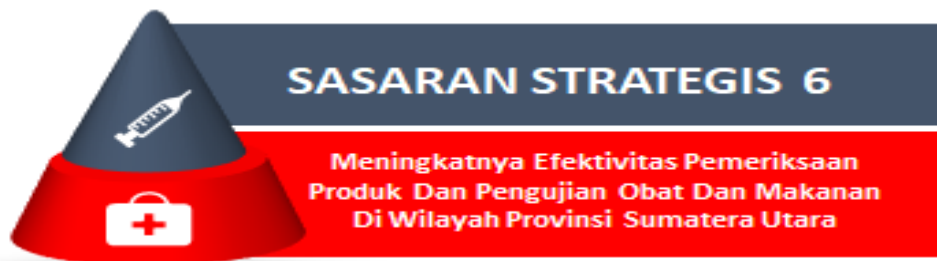 SASARAN STRATEGIS 6
Meningkatnya Efektivitas Pemeriksaan
Produk Dan Pengujian Obat Dan Makanan
Di Wilayah Provinsi Sumatera Utara